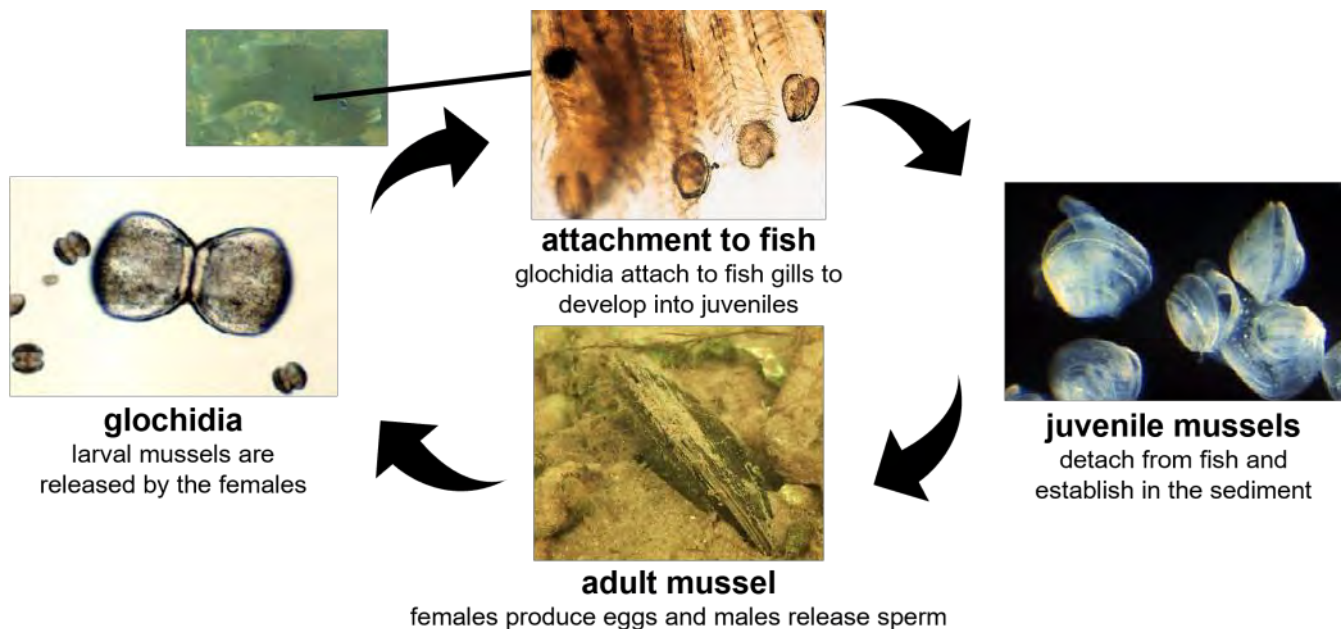 attachment to fish
glochidia attach to fish gills to
develop into juveniles
glochidia
larval mussels are
released by the females
juvenile mussels
detach from fish and
establish in the sediment
adult mussel
females produce eggs and males release sperm